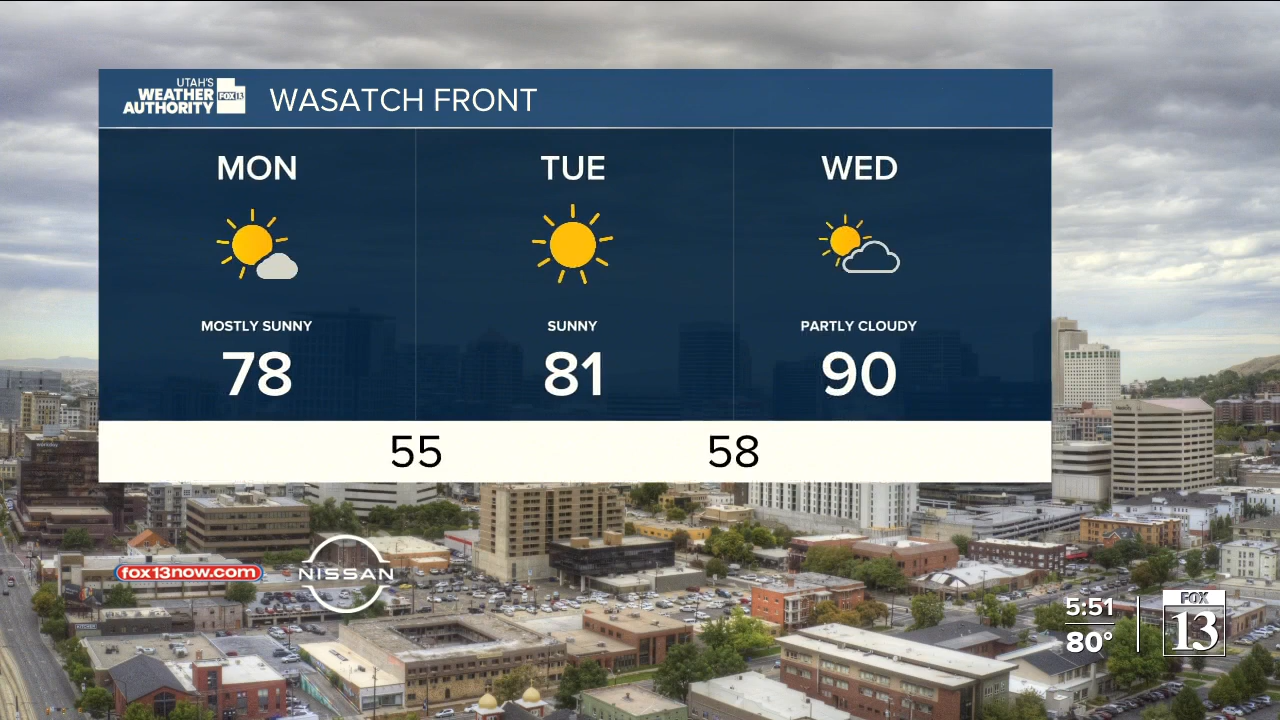 UTAH'S
WEATHER
AUTHORITY
FOX 13
WASATCH FRONT
MON
TUE
WED
MOSTLY SUNNY
SUNNY
PARTLY CLOUDY
78
81
90
55
58
fox13now.com
NISSAN
5:51
80°
FOX
13